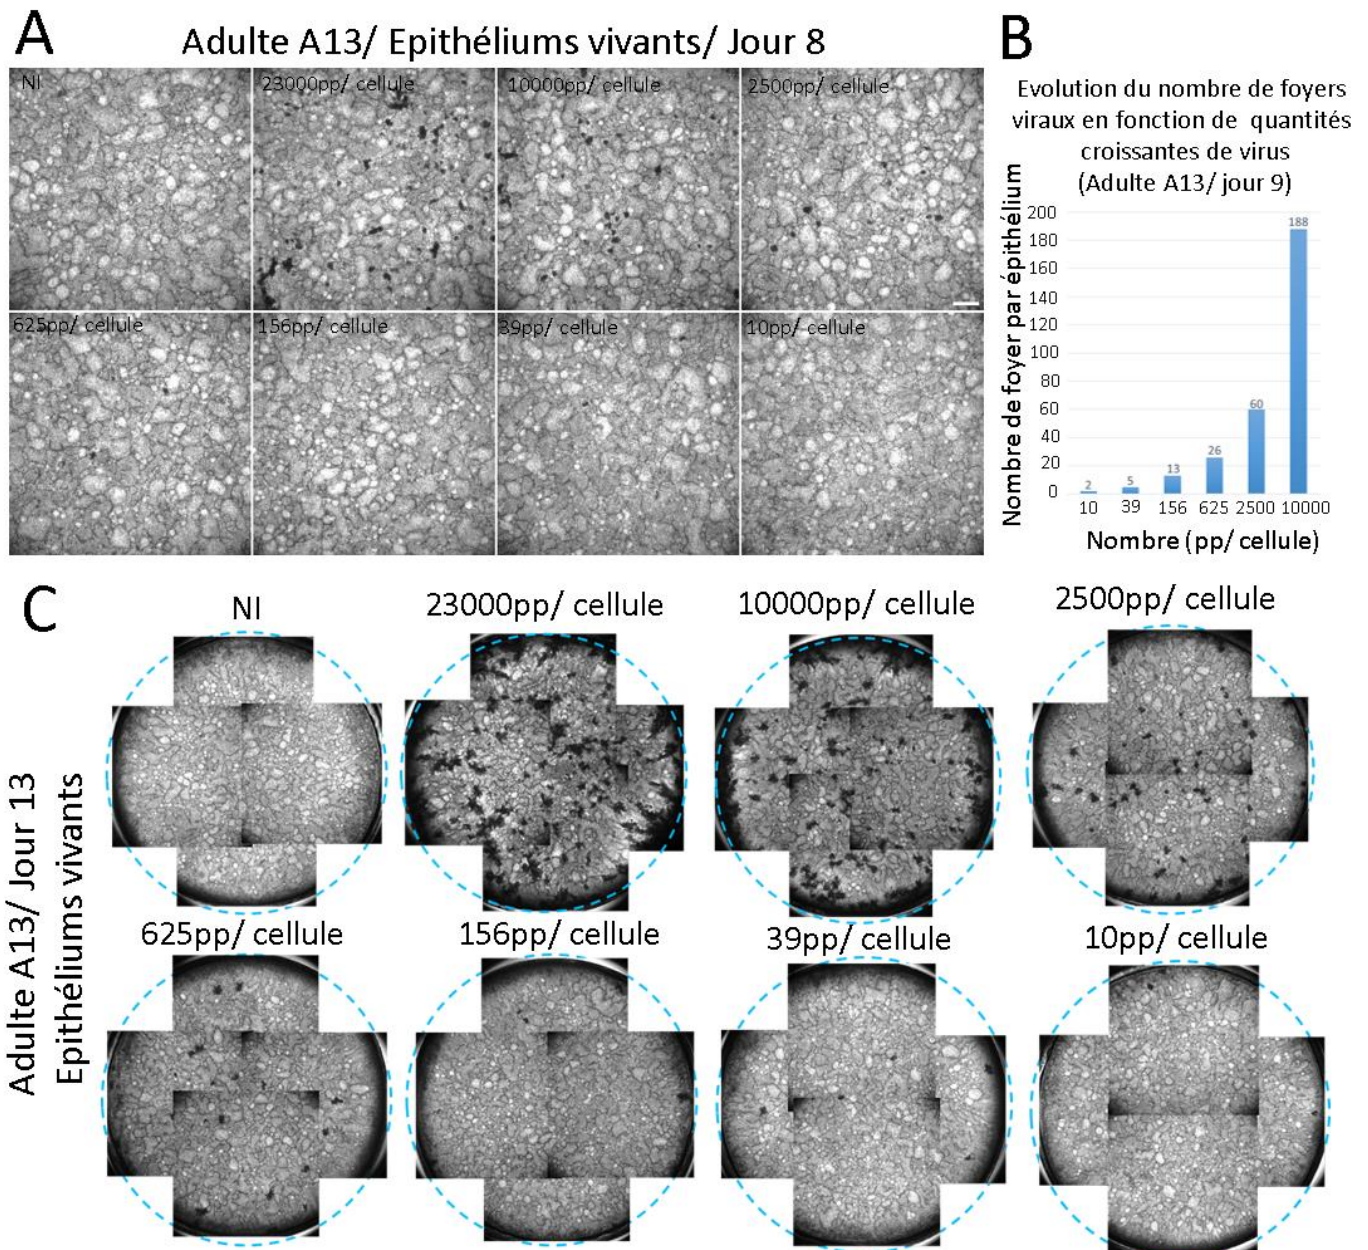 A
Adulte A13/ Epithéliums vivants/ Jour 8
NI
23000pp/ cellule
10000pp/ cellule
2500pp/ cellule
625pp/ cellule
156pp/ cellule
39pp/ cellule
10pp/ cellule
B
Evolution du nombre de foyers
viraux en fonction de quantités
croissantes de virus
(Adulte A13/ jour 9)
Nombre de foyer par épithélium
200
180
160
140
120
100
80
60
40
20
0
2
5
13
26
60
188
10
39
156
625
2500
10000
Nombre (pp/ cellule)
C
Adulte A13/ Jour 13
Epithéliums vivants
NI
23000pp/ cellule
10000pp/ cellule
2500pp/ cellule
625pp/ cellule
156pp/ cellule
39pp/ cellule
10pp/ cellule